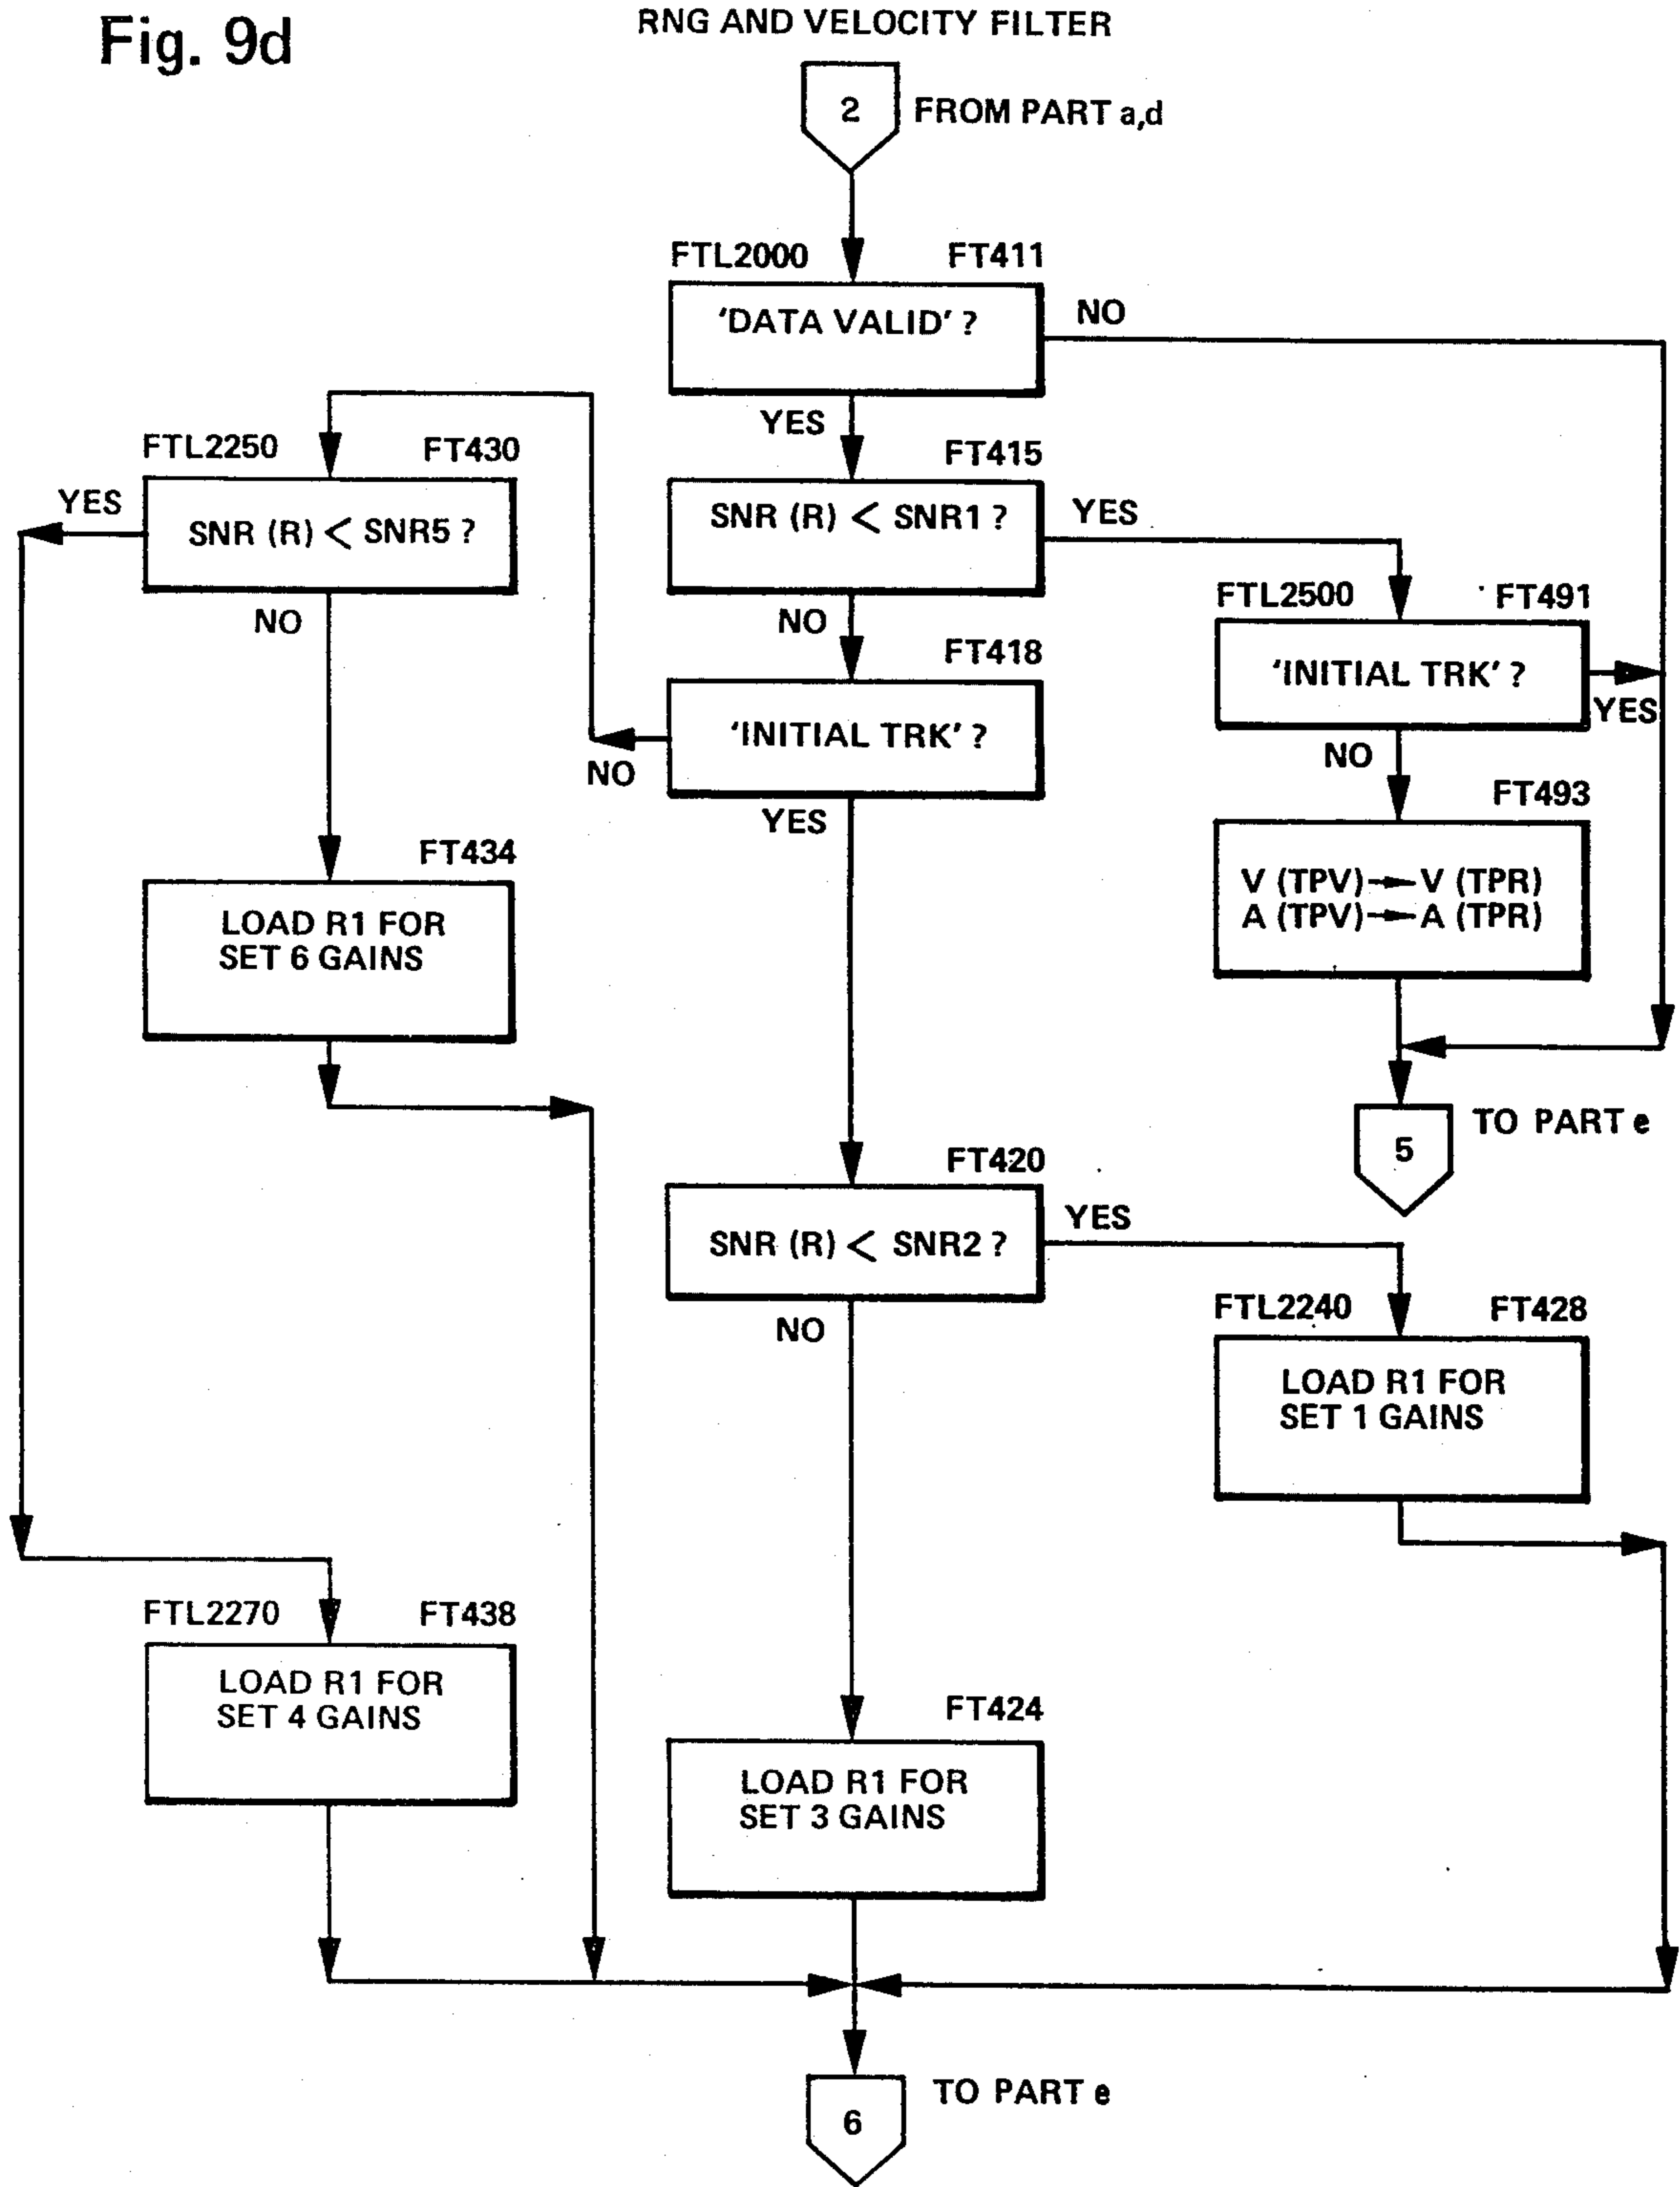 Fig. 9d
RNG AND VELOCITY FILTER
2
FROM PART a,d
FTL2000
FT411
'DATA VALID' ?
NO
YES
FTL2250
FT430
FT415
YES
SNR (R) < SNR5 ?
SNR (R) < SNR1 ?
YES
NO
NO
FTL2500
FT491
FT418
'INITIAL TRK' ?
YES
'INITIAL TRK' ?
NO
NO
YES
FT493
FT434
V (TPV) → V (TPR)
A (TPV) → A (TPR)
LOAD R1 FOR
SET 6 GAINS
TO PART e
5
FT420
YES
SNR (R) < SNR2 ?
NO
FTL2240
FT428
LOAD R1 FOR
SET 1 GAINS
FTL2270
FT438
LOAD R1 FOR
SET 4 GAINS
FT424
LOAD R1 FOR
SET 3 GAINS
TO PART e
6